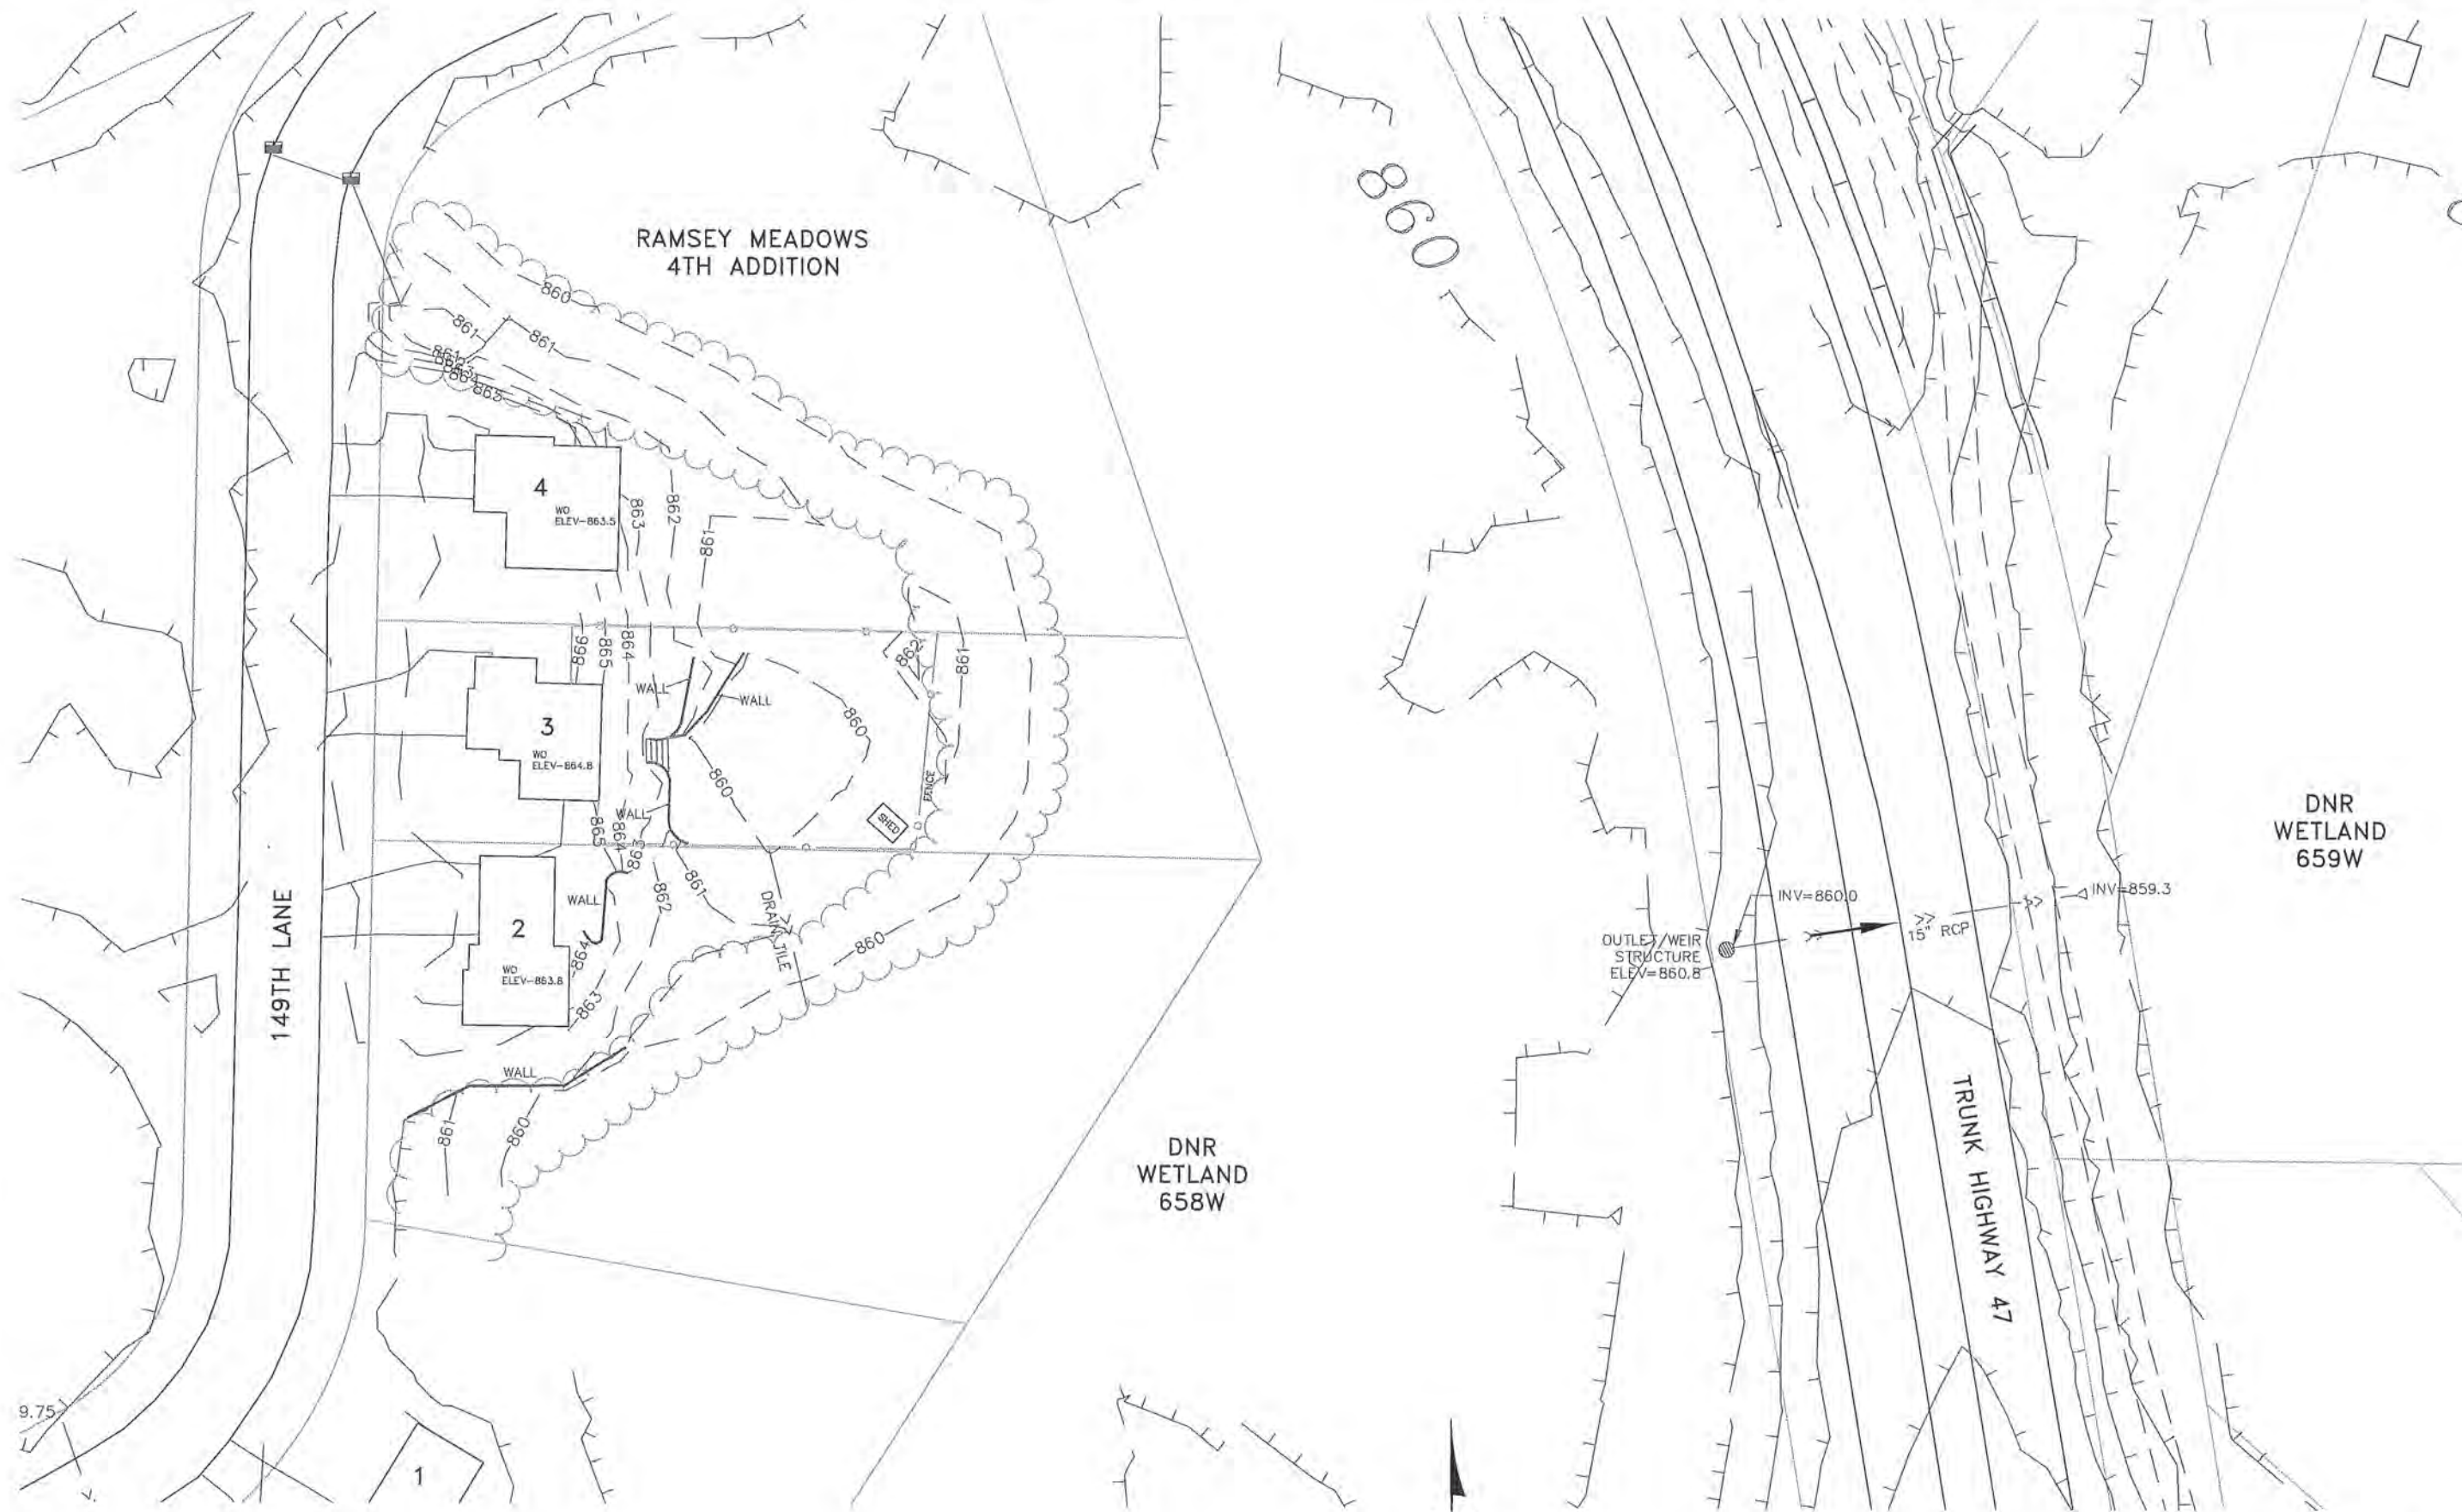 860
RAMSEY MEADOWS
4TH ADDITION
860
861
861
861
863
864
865
4
WO
ELEV-863.5
863
862
861
866
865
864
862
861
WALL
WALL
3
WO
ELEV-864.8
860
860
FENCE
SHED
WALL
865
864
863
862
861
WALL
DRAIN TILE
2
WO
ELEV-863.8
864
863
860
149TH LANE
WALL
861
860
DNR
WETLAND
659W
INV=860.0
INV=859.3
15" RCP
OUTLET/WEIR
STRUCTURE
ELEV=860.8
DNR
WETLAND
658W
TRUNK HIGHWAY 47
9.75
1